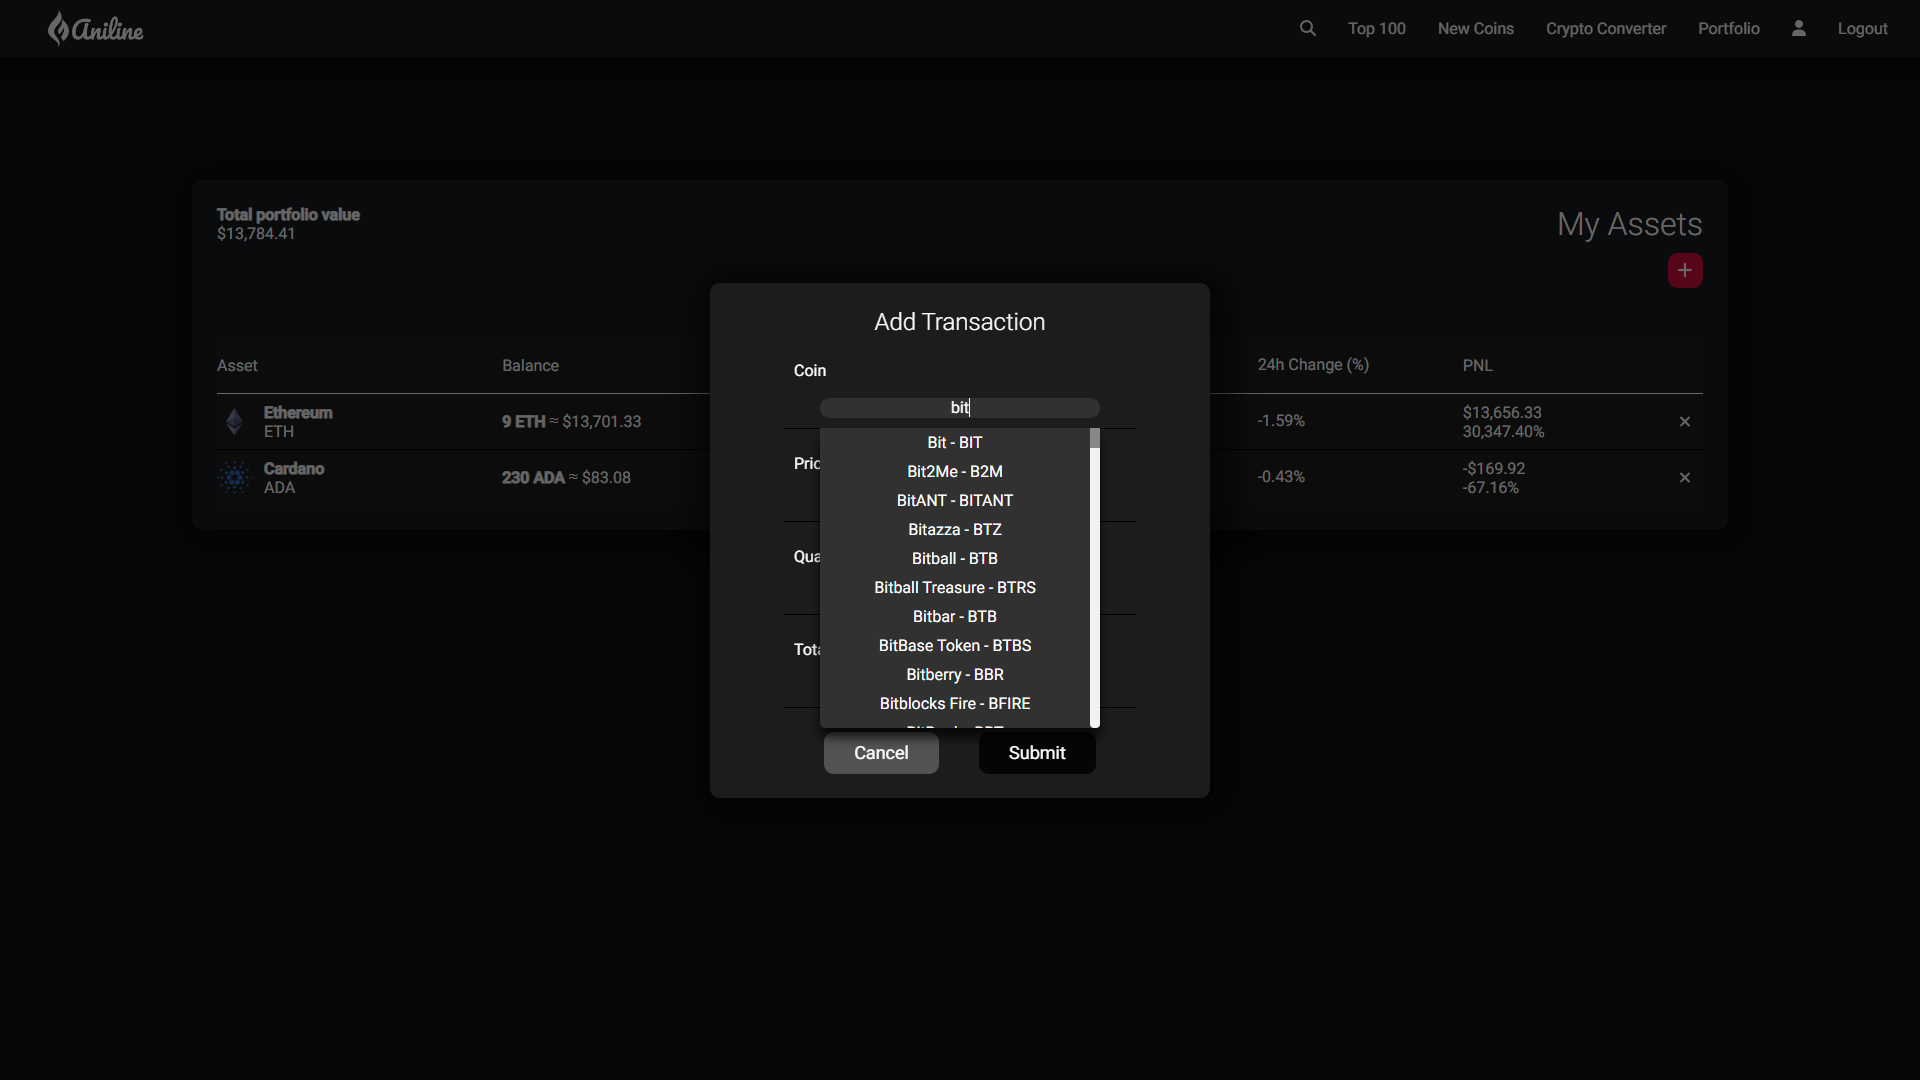 Aniline
Top 100
New Coins
Crypto Converter
Portfolio
Logout
Total portfolio value
$13,784.41
My Assets
+
Add Transaction
Coin
bit
Asset
Balance
24h Change (%)
PNL
Ethereum
ETH
9 ETH ≈ $13,701.33
-1.59%
$13,656.33
30,347.40%
×
Cardano
ADA
230 ADA ≈ $83.08
-0.43%
-$169.92
-67.16%
×
Bit - BIT
Bit2Me - B2M
BitANT - BITANT
Bitazza - BTZ
Bitball - BTB
Bitball Treasure - BTRS
Bitbar - BTB
BitBase Token - BTBS
Bitberry - BBR
Bitblocks Fire - BFIRE
Pric
Qua
Tota
Cancel
Submit